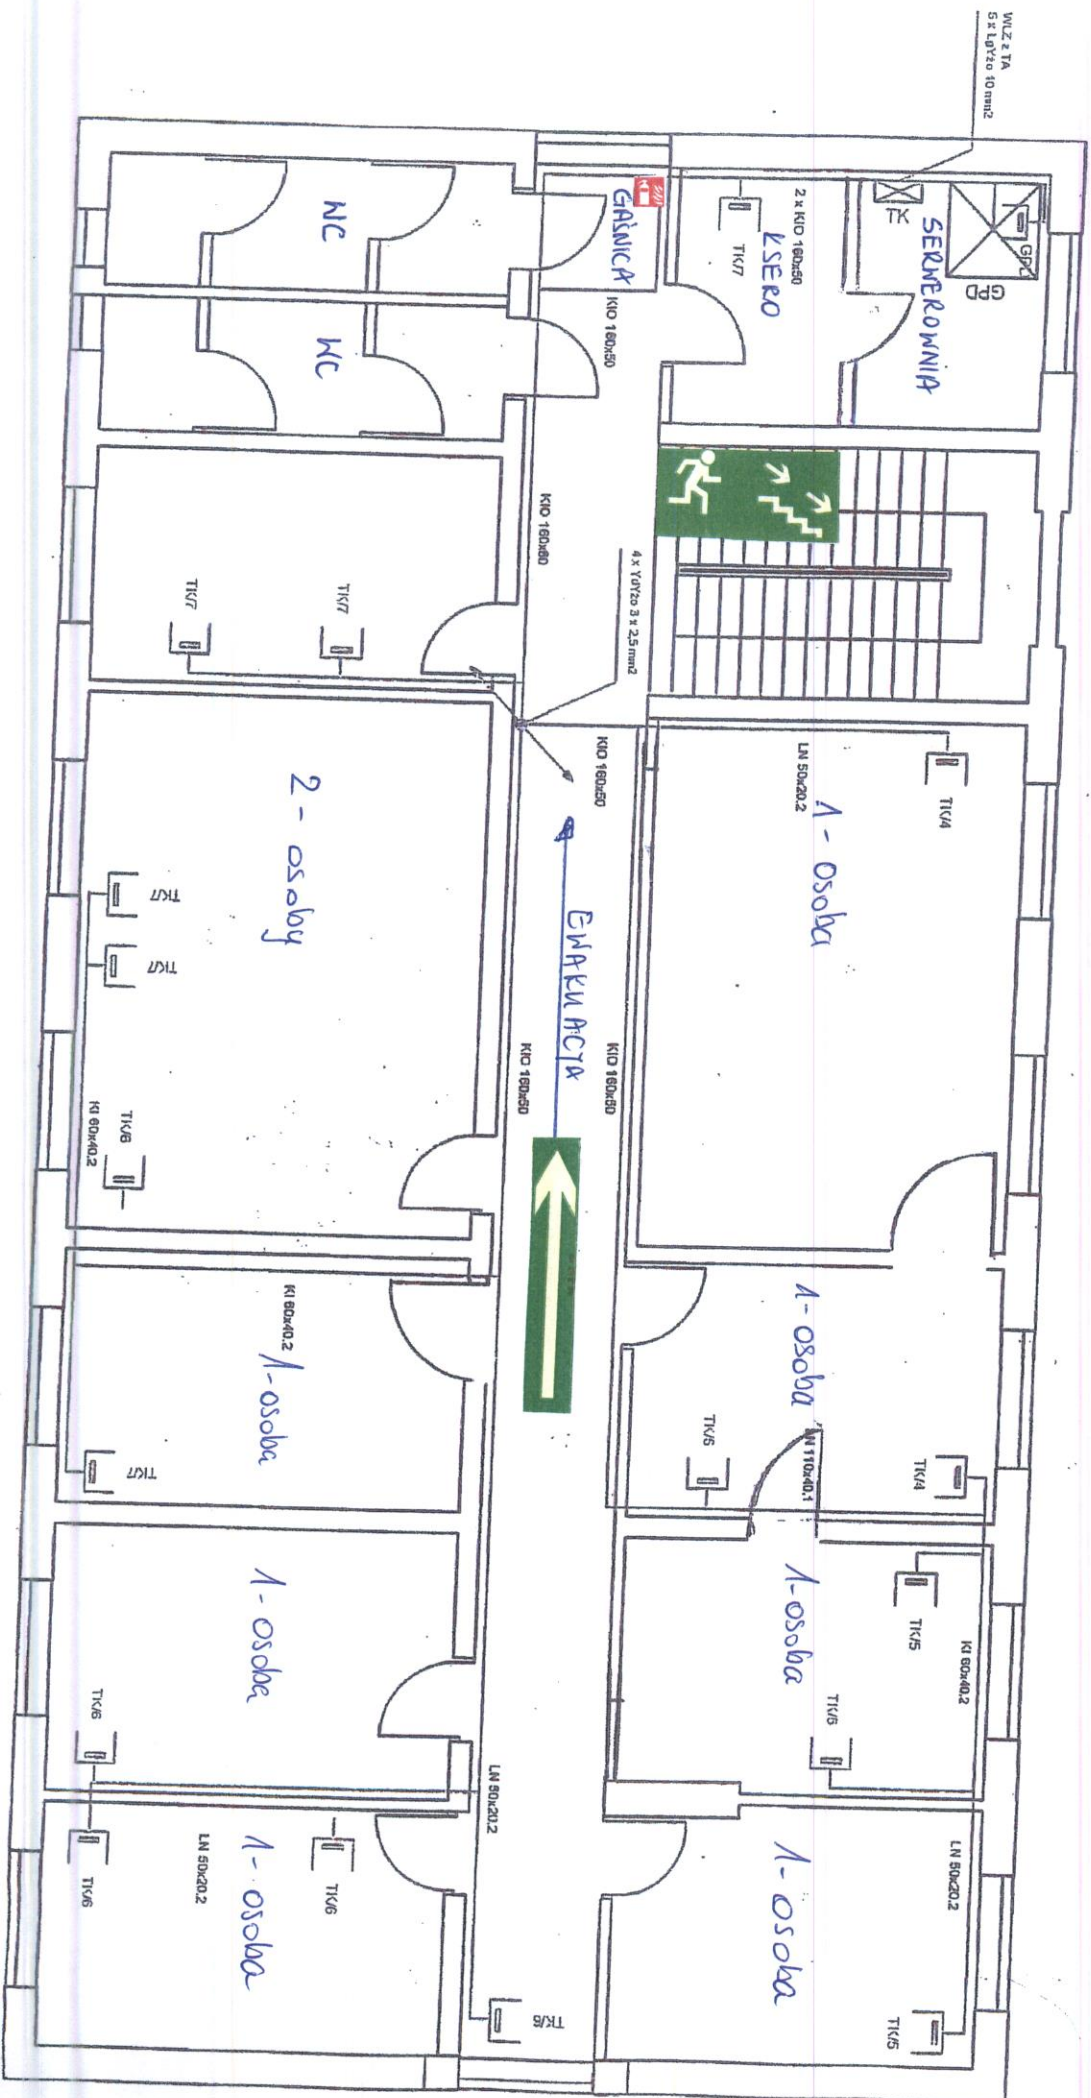 WLZ z TA
5 x LgYżo 10 mm2
SERWEROWNIA
GPD
GPD
TK
2 x KIO 160x50
KSERO
TK/7
GAŚNICA
KIO 160x50
WC
WC
KIO 160x60
4 x YdYżo 3 x 2,5 mm2
TK/7
TK/7
TK/4
LN 50x20.2
1 - osoba
KIO 160x50
EWAKUACJA
2 - osoby
TK/7
TK/7
KIO 160x50
KIO 160x50
TK/6
KI 60x40.2
1 - osoba
KI 60x40.2
1 - osoba
TK/4
AN 110x40.1
TK/5
TK/7
1 - osoba
TK/5
KI 60x40.2
TK/5
1 - osoba
TK/6
LN 50x20.2
LN 50x20.2
1 - osoba
TK/5
1 - osoba
TK/6
LN 50x20.2
TK/6
TK/6